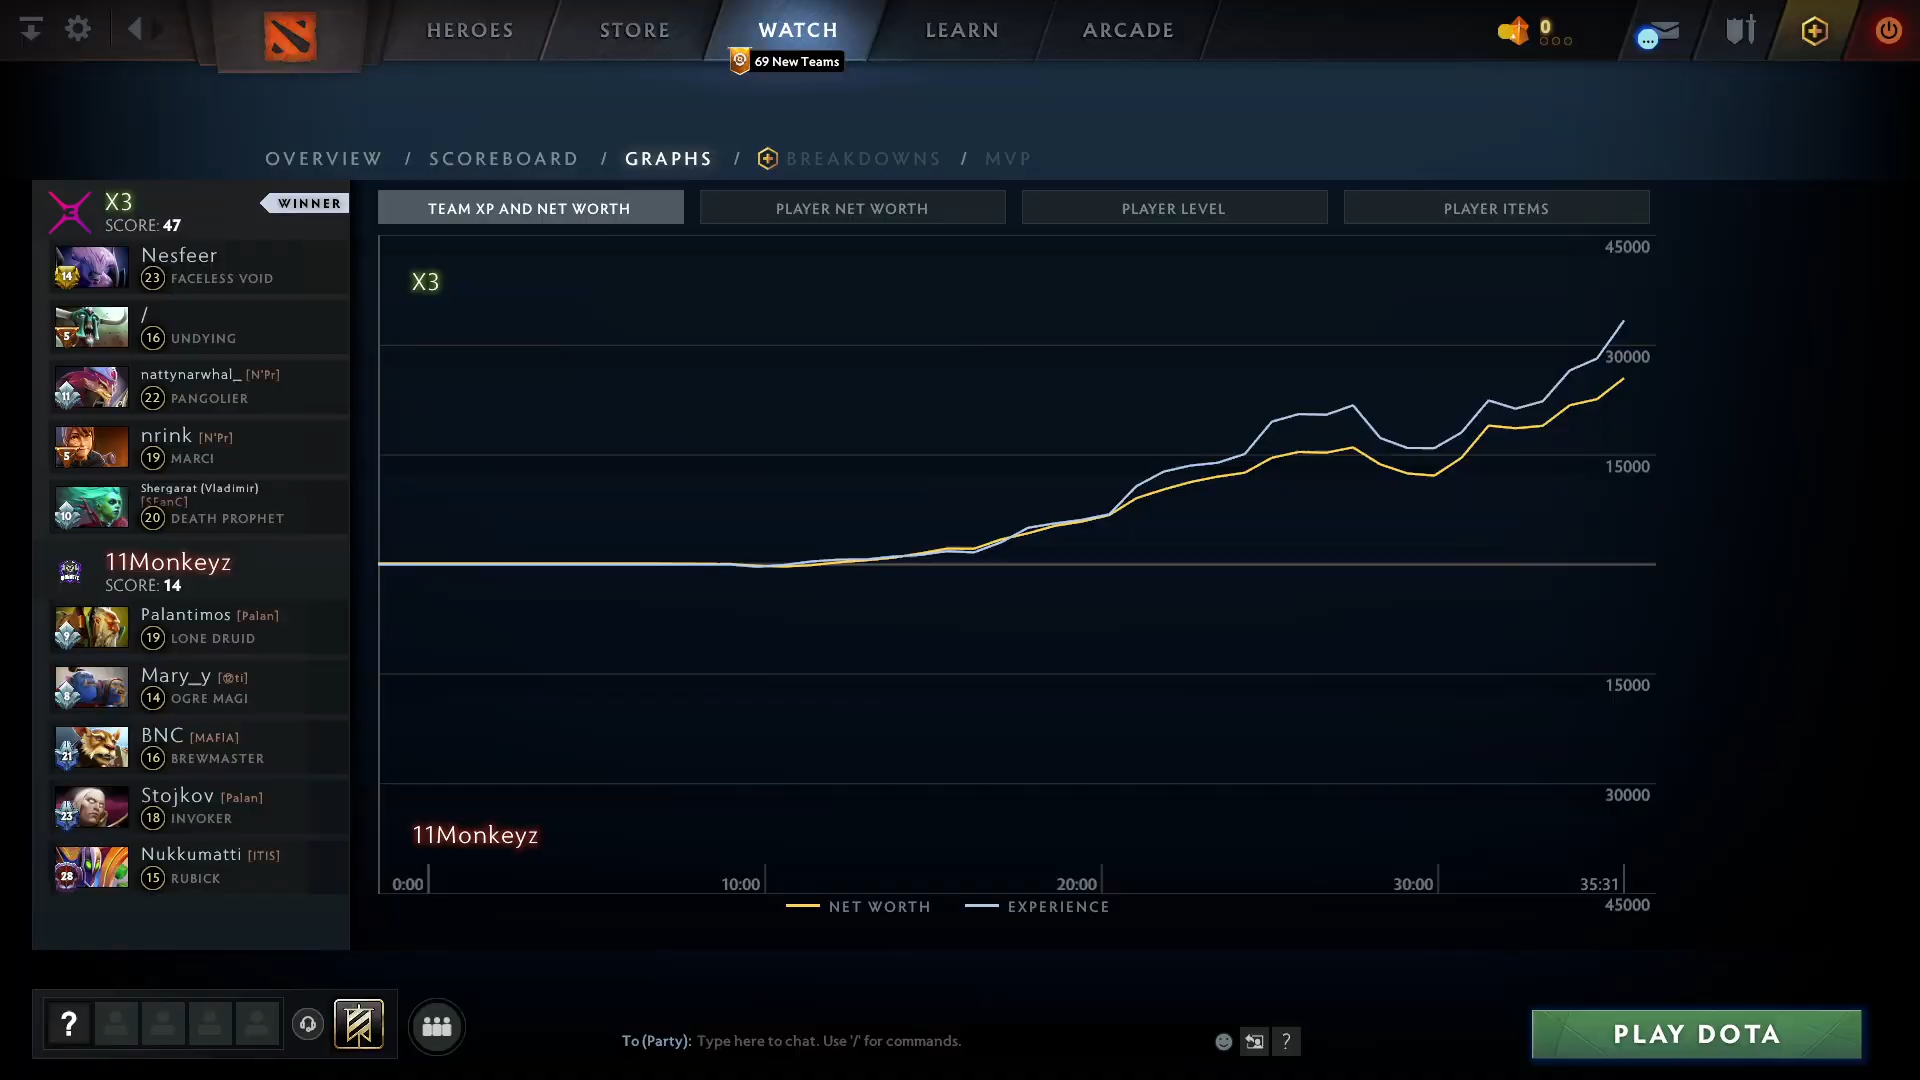 HEROES
STORE
WATCH
LEARN
ARCADE
0
69 New Teams
OVERVIEW / SCOREBOARD / GRAPHS / BREAKDOWNS / MVP
X3
WINNER
SCORE: 47
Nesfeer
14
23 FACELESS VOID
/
5
16 UNDYING
nattynarwhal_ [N'Pr]
11
22 PANGOLIER
nrink [N'Pr]
5
19 MARCI
Shergarat (Vladimir)
[SFanC]
10
20 DEATH PROPHET
11Monkeyz
SCORE: 14
Palantimos [Palan]
9
19 LONE DRUID
Mary_y [⑫ti]
8
14 OGRE MAGI
BNC [MAFIA]
21
16 BREWMASTER
Stojkov [Palan]
23
18 INVOKER
Nukkumatti [ITIS]
28
15 RUBICK
TEAM XP AND NET WORTH
PLAYER NET WORTH
PLAYER LEVEL
PLAYER ITEMS
45000
X3
30000
15000
15000
30000
11Monkeyz
0:00
10:00
20:00
30:00
35:31
NET WORTH
EXPERIENCE
45000
?
To (Party): Type here to chat. Use '/' for commands.
?
PLAY DOTA